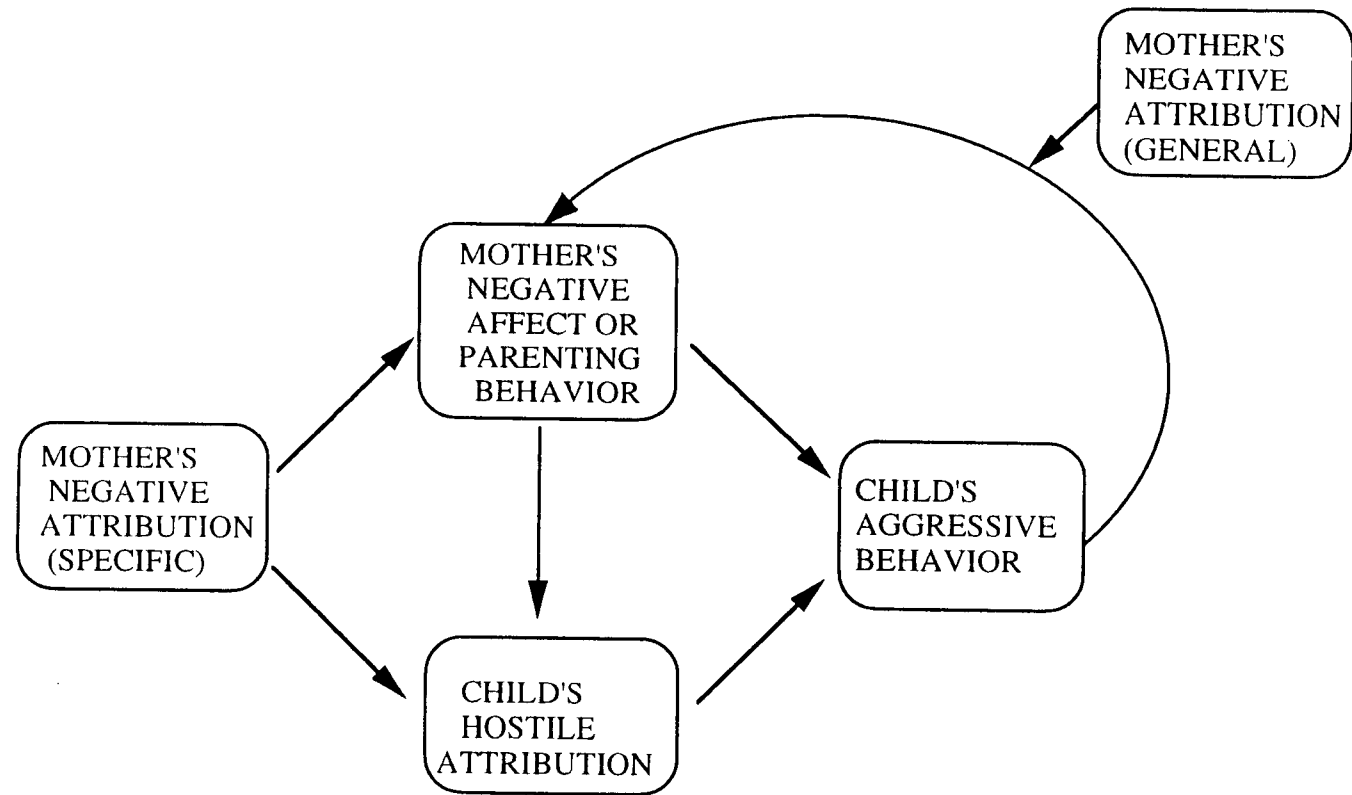 MOTHER'S
NEGATIVE
ATTRIBUTION
(GENERAL)
MOTHER'S
NEGATIVE
AFFECT OR
PARENTING
BEHAVIOR
MOTHER'S
NEGATIVE
ATTRIBUTION
(SPECIFIC)
CHILD'S
AGGRESSIVE
BEHAVIOR
CHILD'S
HOSTILE
ATTRIBUTION